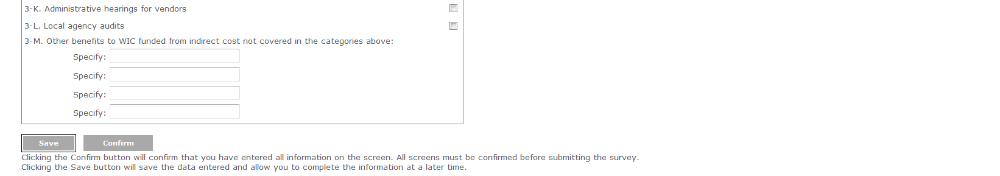 3-K. Administrative hearings for vendors
3-L. Local agency audits
3-M. Other benefits to WIC funded from indirect cost not covered in the categories above:
Specify:
Specify:
Specify:
Specify:
Save Confirm
Clicking the Confirm button will confirm that you have entered all information on the screen. All screens must be confirmed before submitting the survey.
Clicking the Save button will save the data entered and allow you to complete the information at a later time.